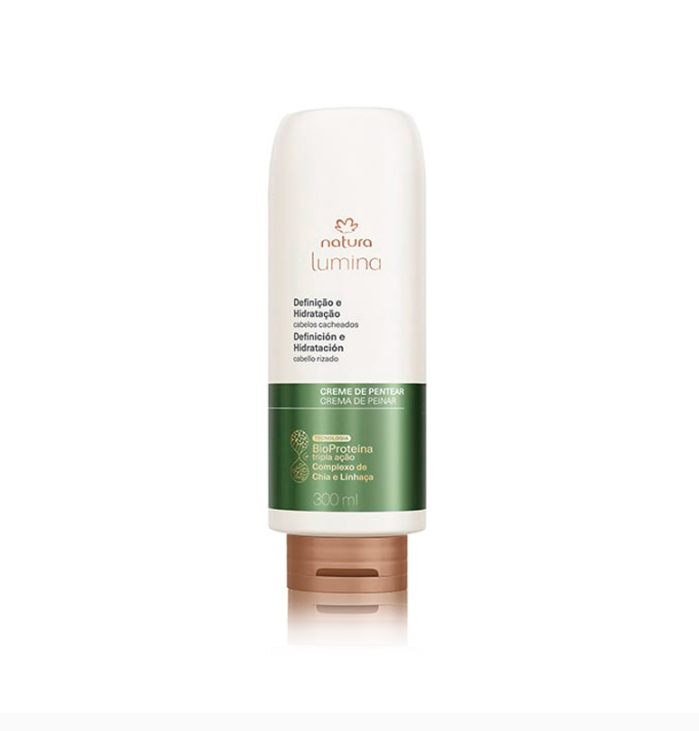 natura
lumina
Definição e
Hidratação
cabelos cacheados
Definición e
Hidratación
cabello rizado
CREME DE PENTEAR
CREMA DE PEINAR
TECNOLOGIA
BioProteína
tripla ação
Complexo de
Chia e Linhaça
300 ml